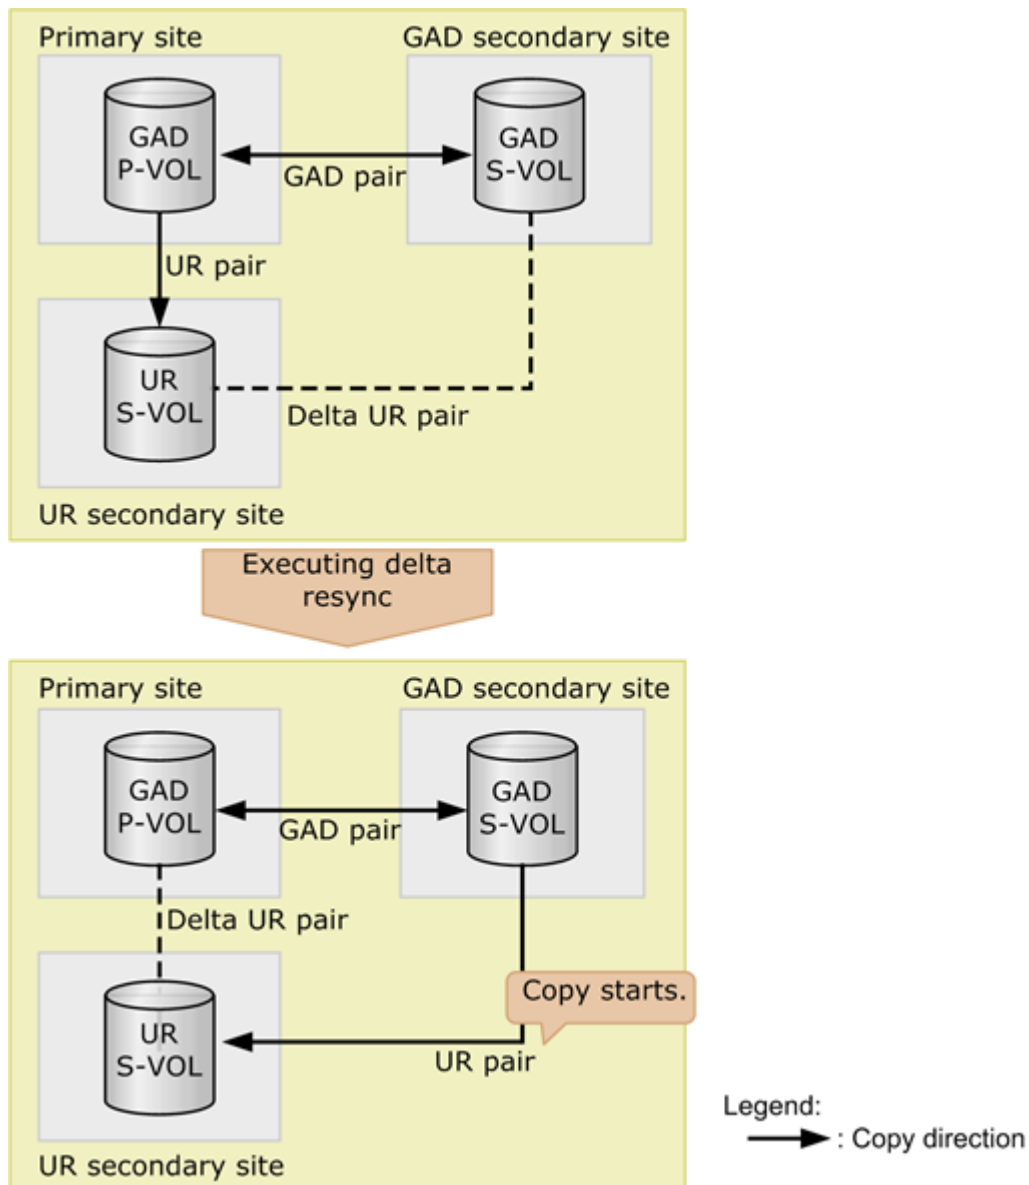 Primary site
GAD secondary site
GAD
P-VOL
GAD
S-VOL
GAD pair
UR pair
UR
S-VOL
Delta UR pair
UR secondary site
Executing delta
resync
Primary site
GAD secondary site
GAD
P-VOL
GAD
S-VOL
GAD pair
Delta UR pair
Copy starts.
UR
S-VOL
UR pair
UR secondary site
Legend:
: Copy direction